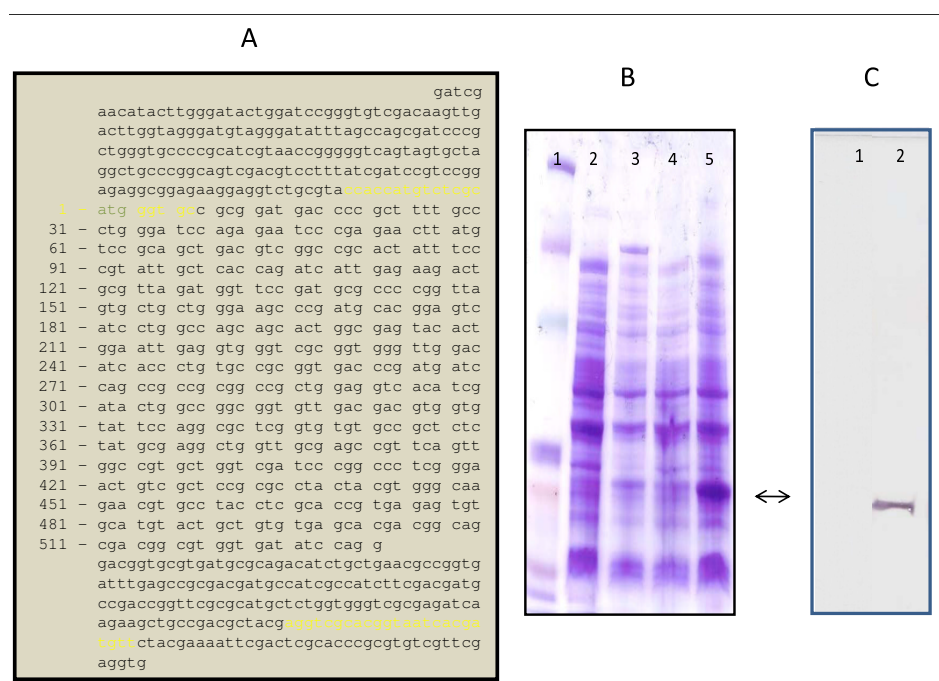 A
B
C
gatcg
aacatacttgggatactggatccgggtgtcgacaagttg
acttggtagggatgtagggatatttagccagcgatcccg
ctgggtgccccgcatcgtaaccgggggtcagtagtgcta
ggctgcccggcagtcgacgtcctttatcgatccgtccgg
agaggcggagaaggaggtctgcgta
1 – atg ggt gcc gcg gat gac ccc gct ttt gcc
31 – ctg gga tcc aga gaa tcc cga gaa ctt atg
61 – tcc gca gct gac gtc ggc cgc act att tcc
91 – cgt att gct cac cag atc att gag aag act
121 – gcg tta gat ggt tcc gat gcg ccc cgg tta
151 – gtg ctg ctg gga agc ccg atg cac gga gtc
181 – atc ctg gcc agc agc act ggc gag tac act
211 – gga att gag gtg ggt cgc ggt ggg ttg gac
241 – atc acc ctg tgc cgc ggt gac ccg atg atc
271 – cag ccg ccg cgg ccg ctg gag gtc aca tcg
301 – ata ctg gcc ggc ggt gtt gac gac gtg gtg
331 – tat tcc agg cgc tcg gtg tgt gcc gct ctc
361 – tat gcg agg ctg gtt gcg agc cgt tca gtt
391 – ggc cgt gct ggt cga tcc cgg ccc tcg gga
421 – act gtc gct ccg cgc cta cta cgt ggg caa
451 – gaa cgt gcc tac ctc gca ccg tga gag tgt
481 – gca tgt act gct gtg tga gca cga cgg cag
511 – cga cgg cgt ggt gat atc cag g
gacggtgcgtgatgcgcagacatctgctgaacgccggtg
atttgagccgcgacgatgccatcgccatcttcgacgatg
ccgaccggttcgcgcatgctctggtgggtcgcgagatca
agaagctgccgacgctacg
ctacgaaaattcgactcgcacccgcgtgtcgttcg
aggtg
1 2 3 4 5
1 2